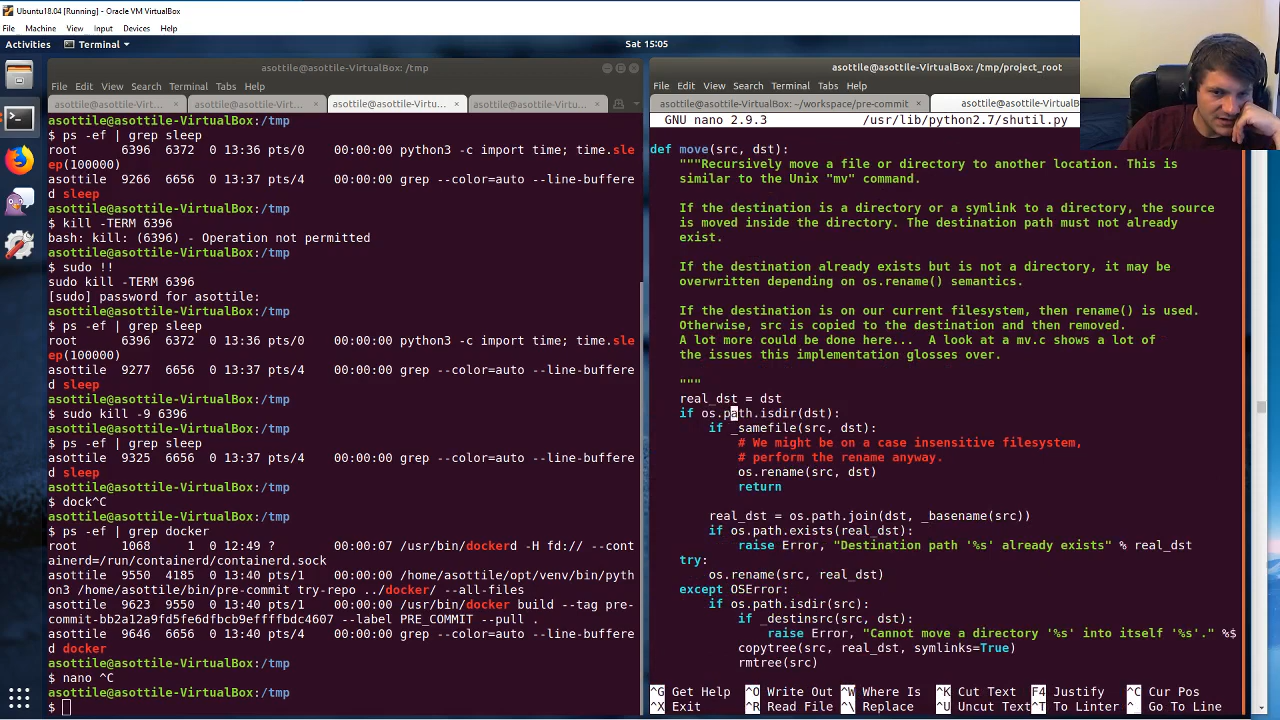 Ubuntu18.04 [Running] - Oracle VM VirtualBox
File Machine View Input Devices Help
Activities Terminal Sat 15:05
asottile@asottile-VirtualBox: /tmp
File Edit View Search Terminal Tabs Help
asottile@asottile-Virt... × asottile@asottile-Virtu... × asottile@asottile-Virtu... × asottile@asottile-Virtu... ×
asottile@asottile-VirtualBox:/tmp
$ ps -ef | grep sleep
root 6396 6372 0 13:36 pts/0 00:00:00 python3 -c import time; time.sle
ep(100000)
asottile 9266 6656 0 13:37 pts/4 00:00:00 grep --color=auto --line-buffere
d sleep
asottile@asottile-VirtualBox:/tmp
$ kill -TERM 6396
bash: kill: (6396) - Operation not permitted
asottile@asottile-VirtualBox:/tmp
$ sudo !!
sudo kill -TERM 6396
[sudo] password for asottile:
asottile@asottile-VirtualBox:/tmp
$ ps -ef | grep sleep
root 6396 6372 0 13:36 pts/0 00:00:00 python3 -c import time; time.sle
ep(100000)
asottile 9277 6656 0 13:37 pts/4 00:00:00 grep --color=auto --line-buffere
d sleep
asottile@asottile-VirtualBox:/tmp
$ sudo kill -9 6396
asottile@asottile-VirtualBox:/tmp
$ ps -ef | grep sleep
asottile 9325 6656 0 13:37 pts/4 00:00:00 grep --color=auto --line-buffere
d sleep
asottile@asottile-VirtualBox:/tmp
$ dock^C
asottile@asottile-VirtualBox:/tmp
$ ps -ef | grep docker
root 1068 1 0 12:49 ? 00:00:07 /usr/bin/dockerd -H fd:// --cont
ainerd=/run/containerd/containerd.sock
asottile 9550 4185 0 13:40 pts/1 00:00:00 /home/asottile/opt/venv/bin/pyth
on3 /home/asottile/bin/pre-commit try-repo ../docker/ --all-files
asottile 9623 9550 0 13:40 pts/1 00:00:00 /usr/bin/docker build --tag pre-
commit-bb2a12a9fd5fe6dfbcb9effffbdc4607 --label PRE_COMMIT --pull .
asottile 9646 6656 0 13:40 pts/4 00:00:00 grep --color=auto --line-buffere
d docker
asottile@asottile-VirtualBox:/tmp
$ nano ^C
asottile@asottile-VirtualBox:/tmp
$
asottile@asottile-VirtualBox: /tmp/project_root
File Edit View Search Terminal Tabs Help
asottile@asottile-VirtualBox: ~/workspace/pre-commit × asottile@asottile-VirtualB
GNU nano 2.9.3 /usr/lib/python2.7/shutil.py
def move(src, dst):
"""Recursively move a file or directory to another location. This is
similar to the Unix "mv" command.
If the destination is a directory or a symlink to a directory, the source
is moved inside the directory. The destination path must not already
exist.
If the destination already exists but is not a directory, it may be
overwritten depending on os.rename() semantics.
If the destination is on our current filesystem, then rename() is used.
Otherwise, src is copied to the destination and then removed.
A lot more could be done here... A look at a mv.c shows a lot of
the issues this implementation glosses over.
"""
real_dst = dst
if os.path.isdir(dst):
if _samefile(src, dst):
# We might be on a case insensitive filesystem,
# perform the rename anyway.
os.rename(src, dst)
return
real_dst = os.path.join(dst, _basename(src))
if os.path.exists(real_dst):
raise Error, "Destination path '%s' already exists" % real_dst
try:
os.rename(src, real_dst)
except OSError:
if os.path.isdir(src):
if _destinsrc(src, dst):
raise Error, "Cannot move a directory '%s' into itself '%s'." %$
copytree(src, real_dst, symlinks=True)
rmtree(src)
^G Get Help ^O Write Out ^W Where Is ^K Cut Text F4 Justify ^C Cur Pos
^X Exit ^R Read File ^\ Replace ^U Uncut Text ^T To Linter ^_ Go To Line